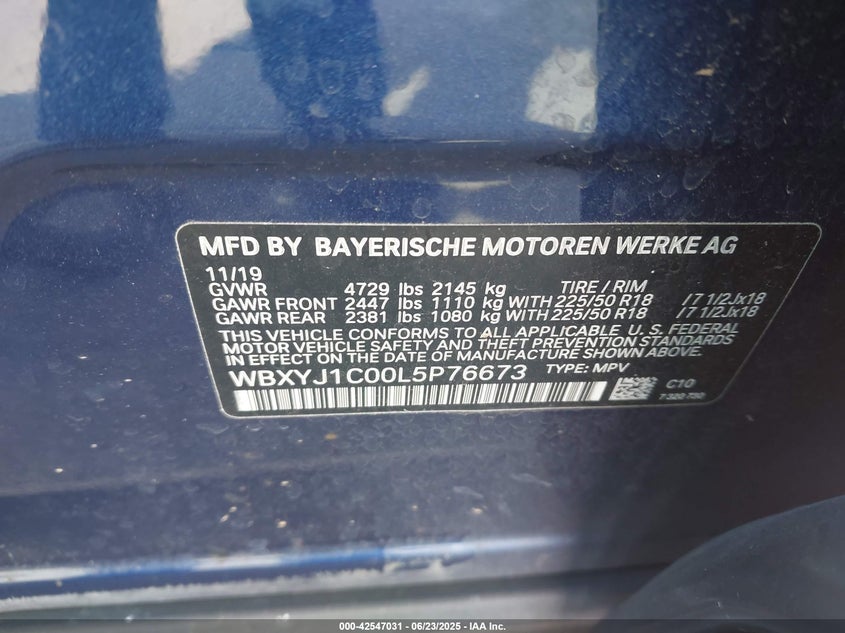 MFD BY BAYERISCHE MOTOREN WERKE AG
11/19
GVWR 4729 lbs 2145 kg TIRE / RIM
GAWR FRONT 2447 lbs 1110 kg WITH 225/50 R18 /7 1/2Jx18
GAWR REAR 2381 lbs 1080 kg WITH 225/50 R18 /7 1/2Jx18
THIS VEHICLE CONFORMS TO ALL APPLICABLE U. S. FEDERAL
MOTOR VEHICLE SAFETY AND THEFT PREVENTION STANDARDS
IN EFFECT ON THE DATE OF MANUFACTURE SHOWN ABOVE.
WBXYJ1C00L5P76673 TYPE: MPV
C10
7 320 730
000-42547031 - 06/23/2025 - IAA Inc.